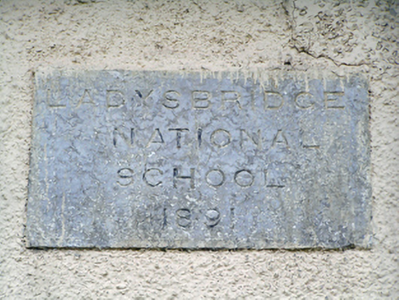 LADYSBRIDGE
NATIONAL
SCHOOL
1891